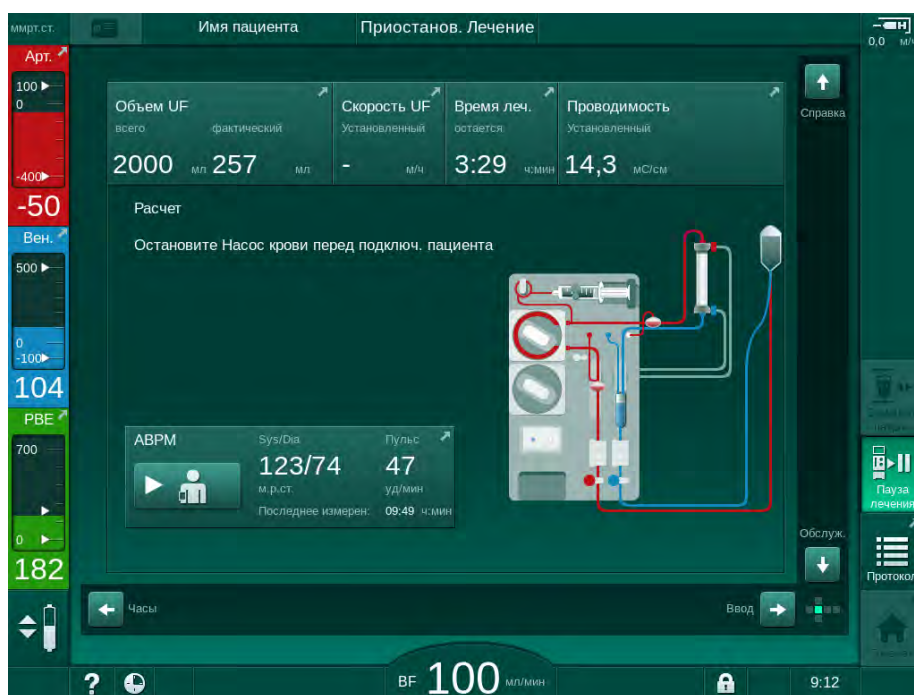 ммрт.ст.
Имя пациента
Приостанов. Лечение
0,0 м/ч
Арт.
100
0
-400
-50
Вен.
500
0
-100
104
PBE
700
0
182
Объем UF
всего фактический
2000 мл 257 мл
Скорость UF
Установленный
- м/ч
Время леч.
остается
3:29 ч:мин
Проводимость
Установленный
14,3 мС/см
Справка
Расчет
Остановите Насос крови перед подключ. пациента
ABPM
Sys/Dia Пульс
123/74 47
м.р.ст. уд/мин
Последнее измерен: 09:49 ч:мин
Обслуж.
Пауза
лечения
Протокол
Часы
Ввод
?
BF 100 мл/мин
9:12